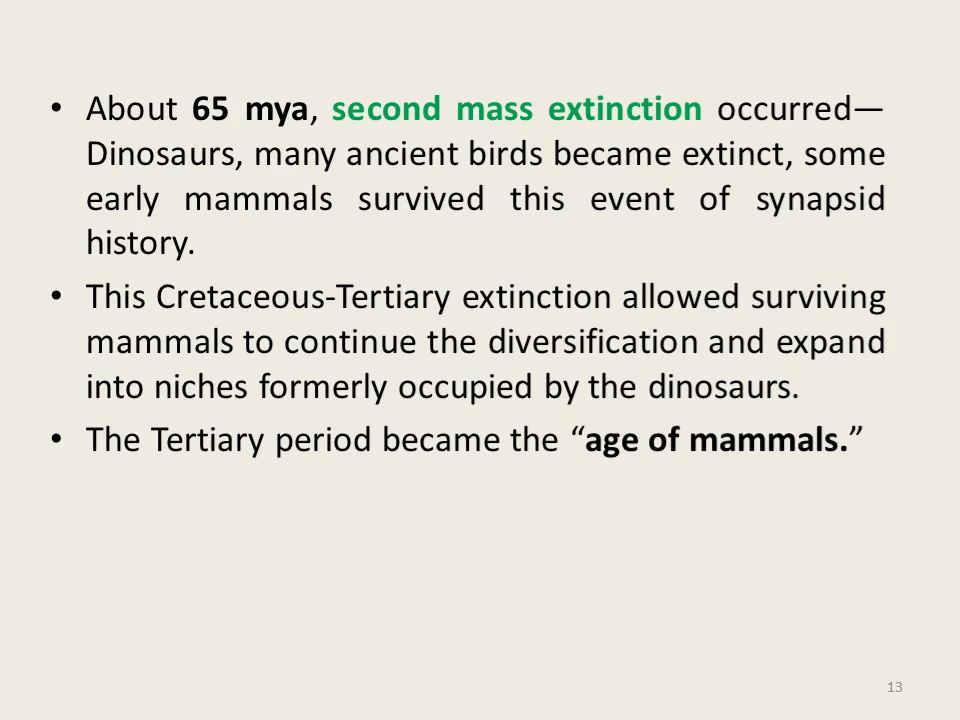 • About 65 mya, second mass extinction occurred—
Dinosaurs, many ancient birds became extinct, some
early mammals survived this event of synapsid
history.
• This Cretaceous-Tertiary extinction allowed surviving
mammals to continue the diversification and expand
into niches formerly occupied by the dinosaurs.
• The Tertiary period became the “age of mammals.”
13